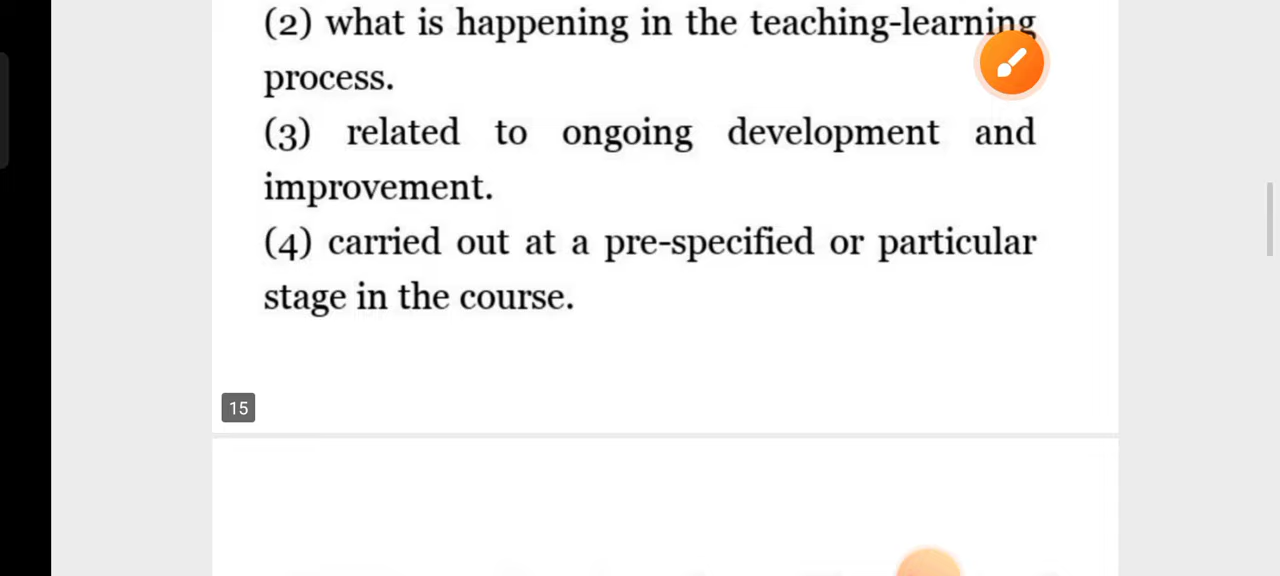 (2) what is happening in the teaching-learning
process.
(3) related to ongoing development and
improvement.
(4) carried out at a pre-specified or particular
stage in the course.
15